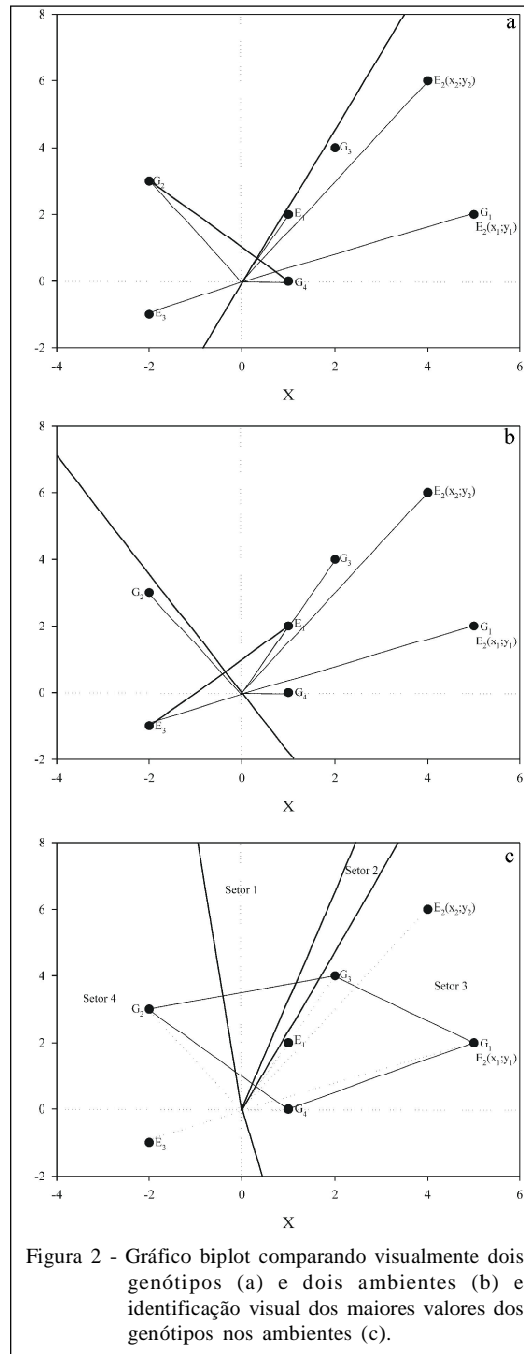 8
a
E₂(x₂;y₂)
6
4
G₃
G₂
2
E₁
G₁
E₂(x₁;y₁)
0
G₄
E₃
-2
-4 -2 0 2 4 6
X
8
b
E₂(x₂;y₂)
6
4
G₃
G₂
2
E₁
G₁
E₂(x₁;y₁)
0
G₄
E₃
-2
-4 -2 0 2 4 6
X
8
c
Setor 1
Setor 2
E₂(x₂;y₂)
6
4
G₃
Setor 4
Setor 3
G₂
2
E₁
G₁
E₂(x₁;y₁)
0
G₄
E₃
-2
-4 -2 0 2 4 6
X
Figura 2 - Gráfico biplot comparando visualmente dois
genótipos (a) e dois ambientes (b) e
identificação visual dos maiores valores dos
genótipos nos ambientes (c).